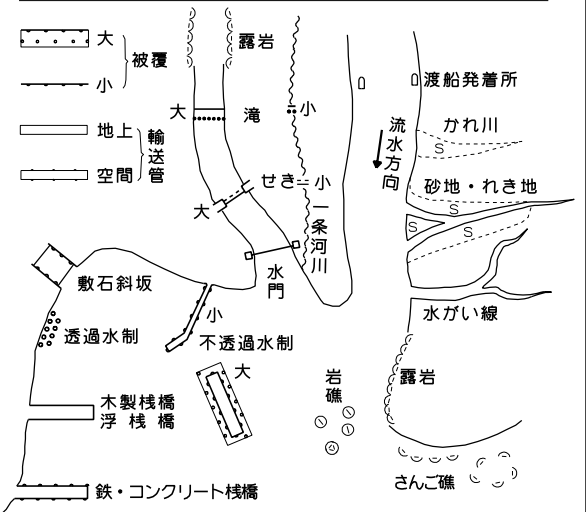 大
被覆
小
地上
輸送管
空間
露岩
大
滝
小
渡船発着所
流水方向
かれ川
S
せき
小
一条河川
大
砂地・れき地
S
S
S
水門
敷石斜坂
小
水がい線
透過水制
不透過水制
大
岩礁
露岩
木製桟橋
浮桟橋
さんご礁
鉄・コンクリート桟橋